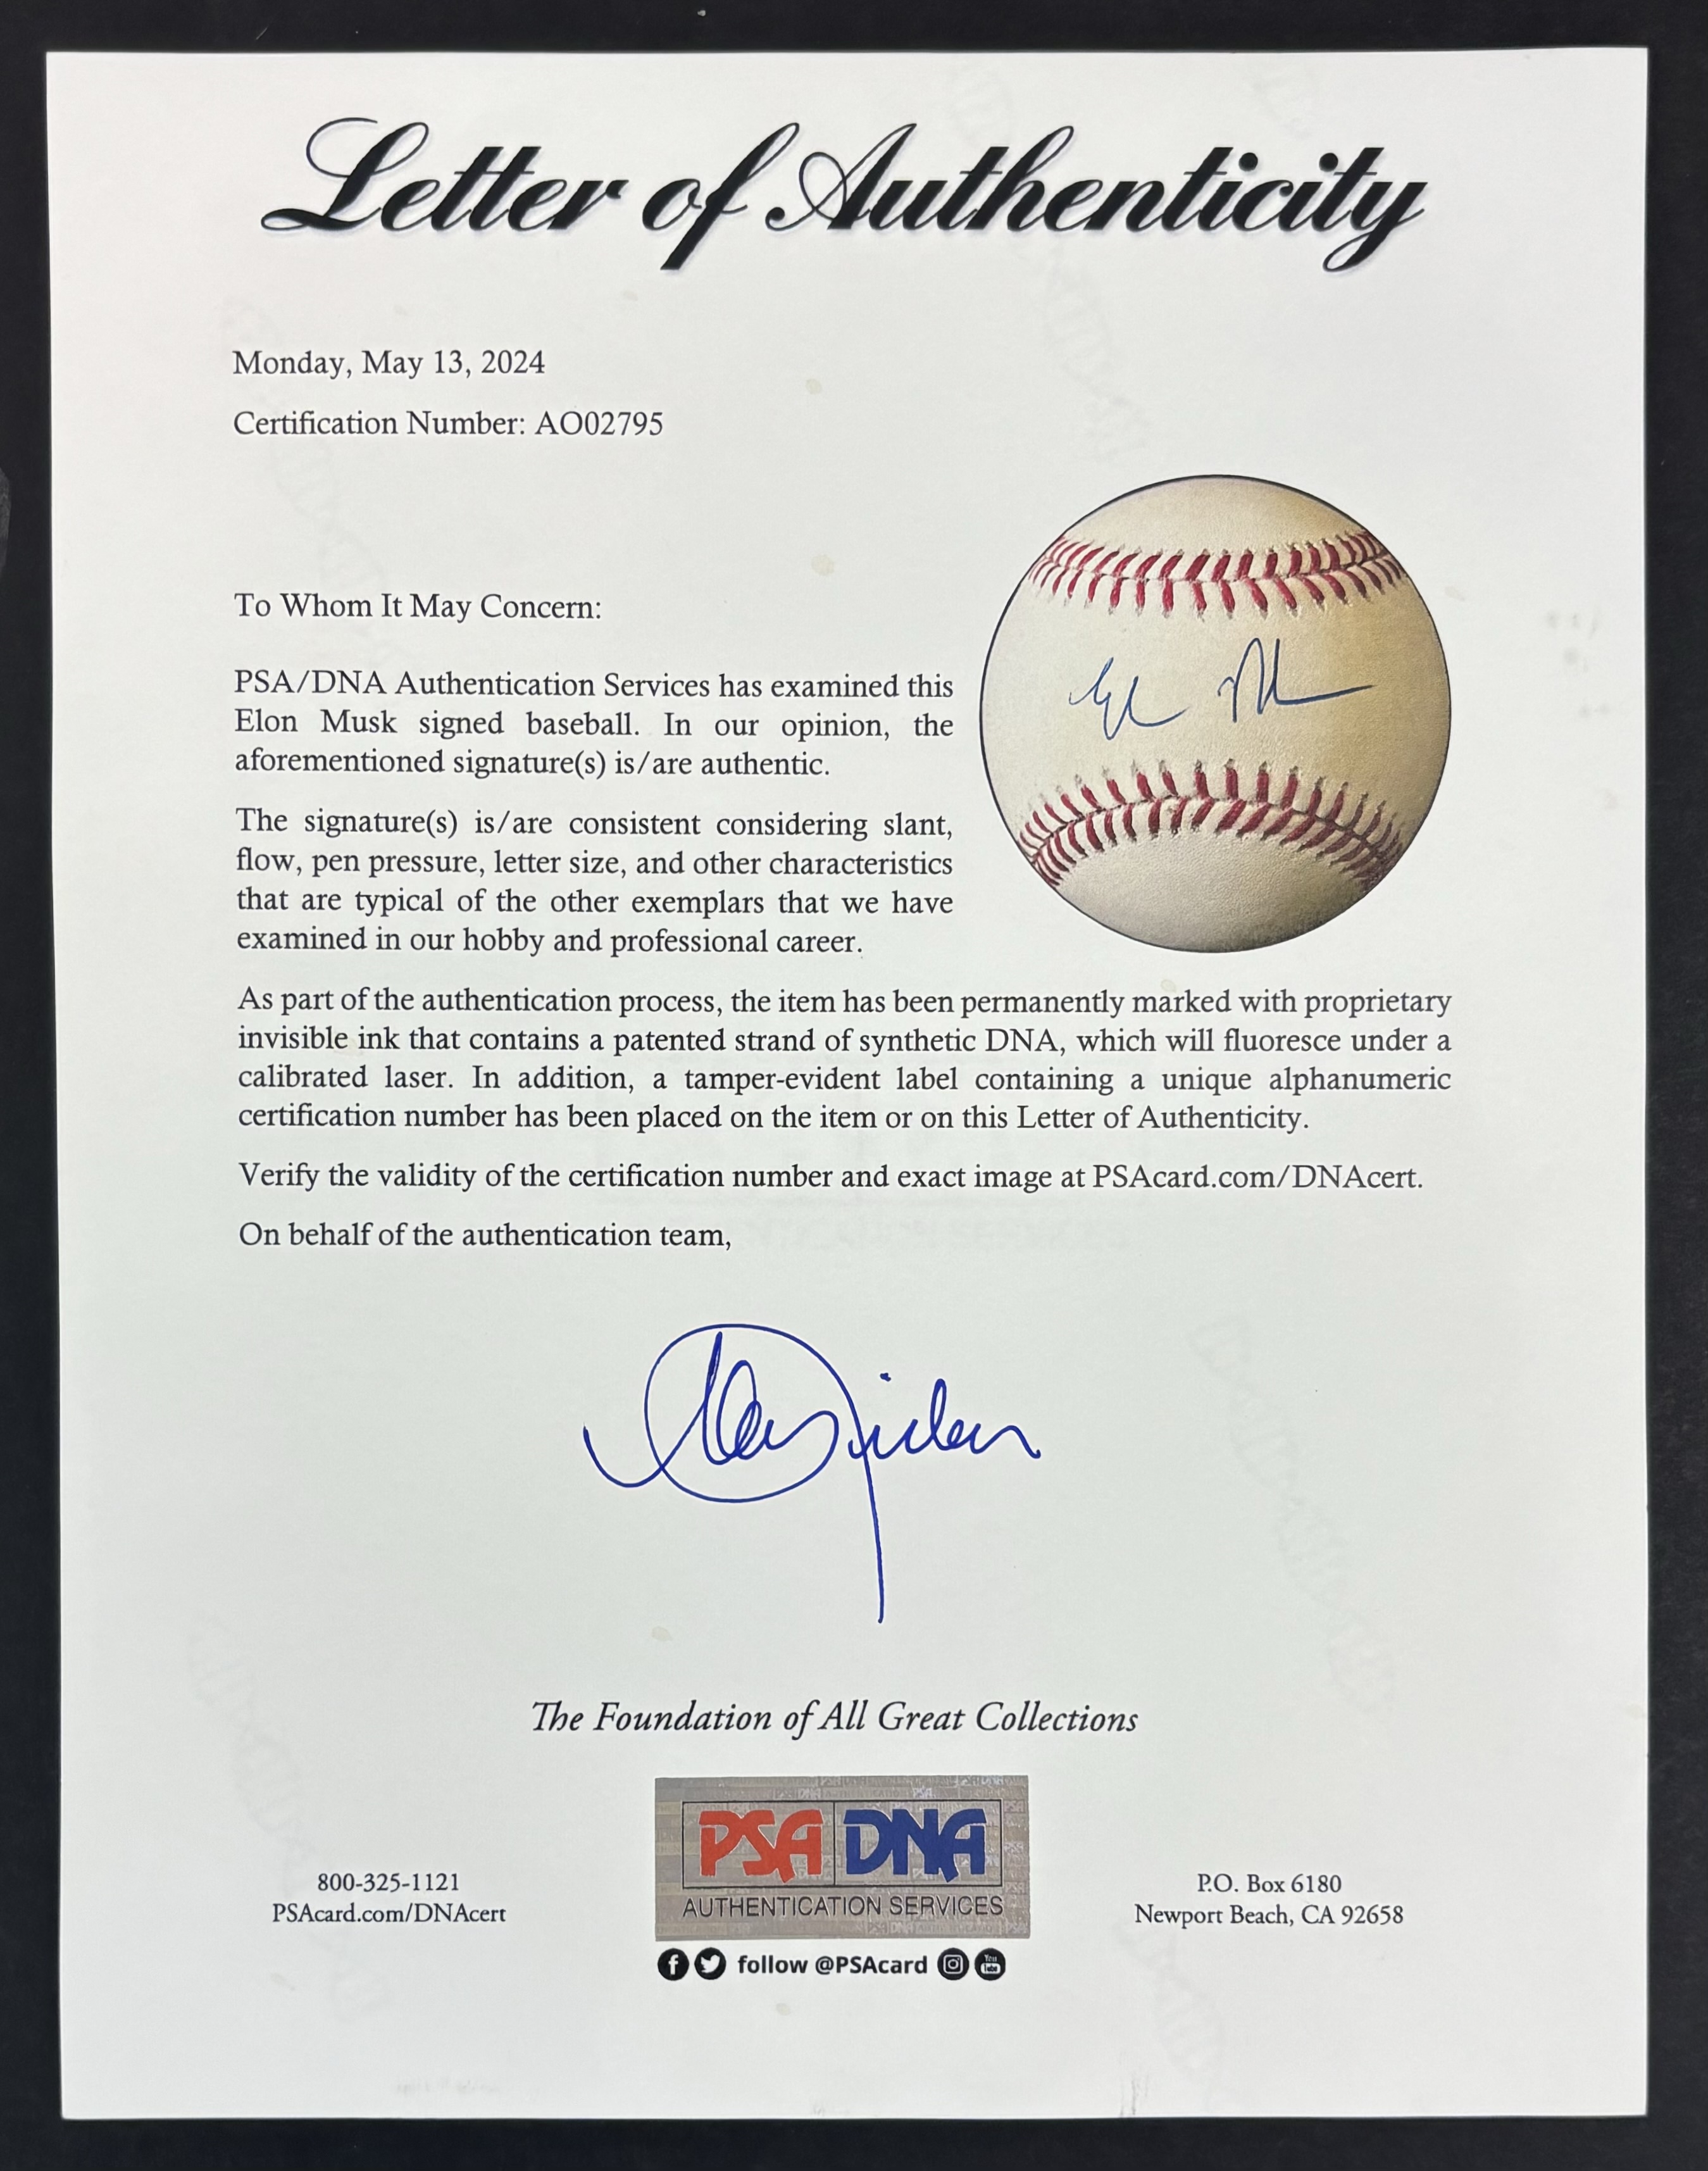 Letter of Authenticity
Monday, May 13, 2024
Certification Number: AO02795
To Whom It May Concern:
PSA/DNA Authentication Services has examined this
Elon Musk signed baseball. In our opinion, the
aforementioned signature(s) is/are authentic.
The signature(s) is/are consistent considering slant,
flow, pen pressure, letter size, and other characteristics
that are typical of the other exemplars that we have
examined in our hobby and professional career.
As part of the authentication process, the item has been permanently marked with proprietary
invisible ink that contains a patented strand of synthetic DNA, which will fluoresce under a
calibrated laser. In addition, a tamper-evident label containing a unique alphanumeric
certification number has been placed on the item or on this Letter of Authenticity.
Verify the validity of the certification number and exact image at PSAcard.com/DNAcert.
On behalf of the authentication team,
The Foundation of All Great Collections
PSA DNA
AUTHENTICATION SERVICES
800-325-1121
PSAcard.com/DNAcert
P.O. Box 6180
Newport Beach, CA 92658
follow @PSAcard You Tube